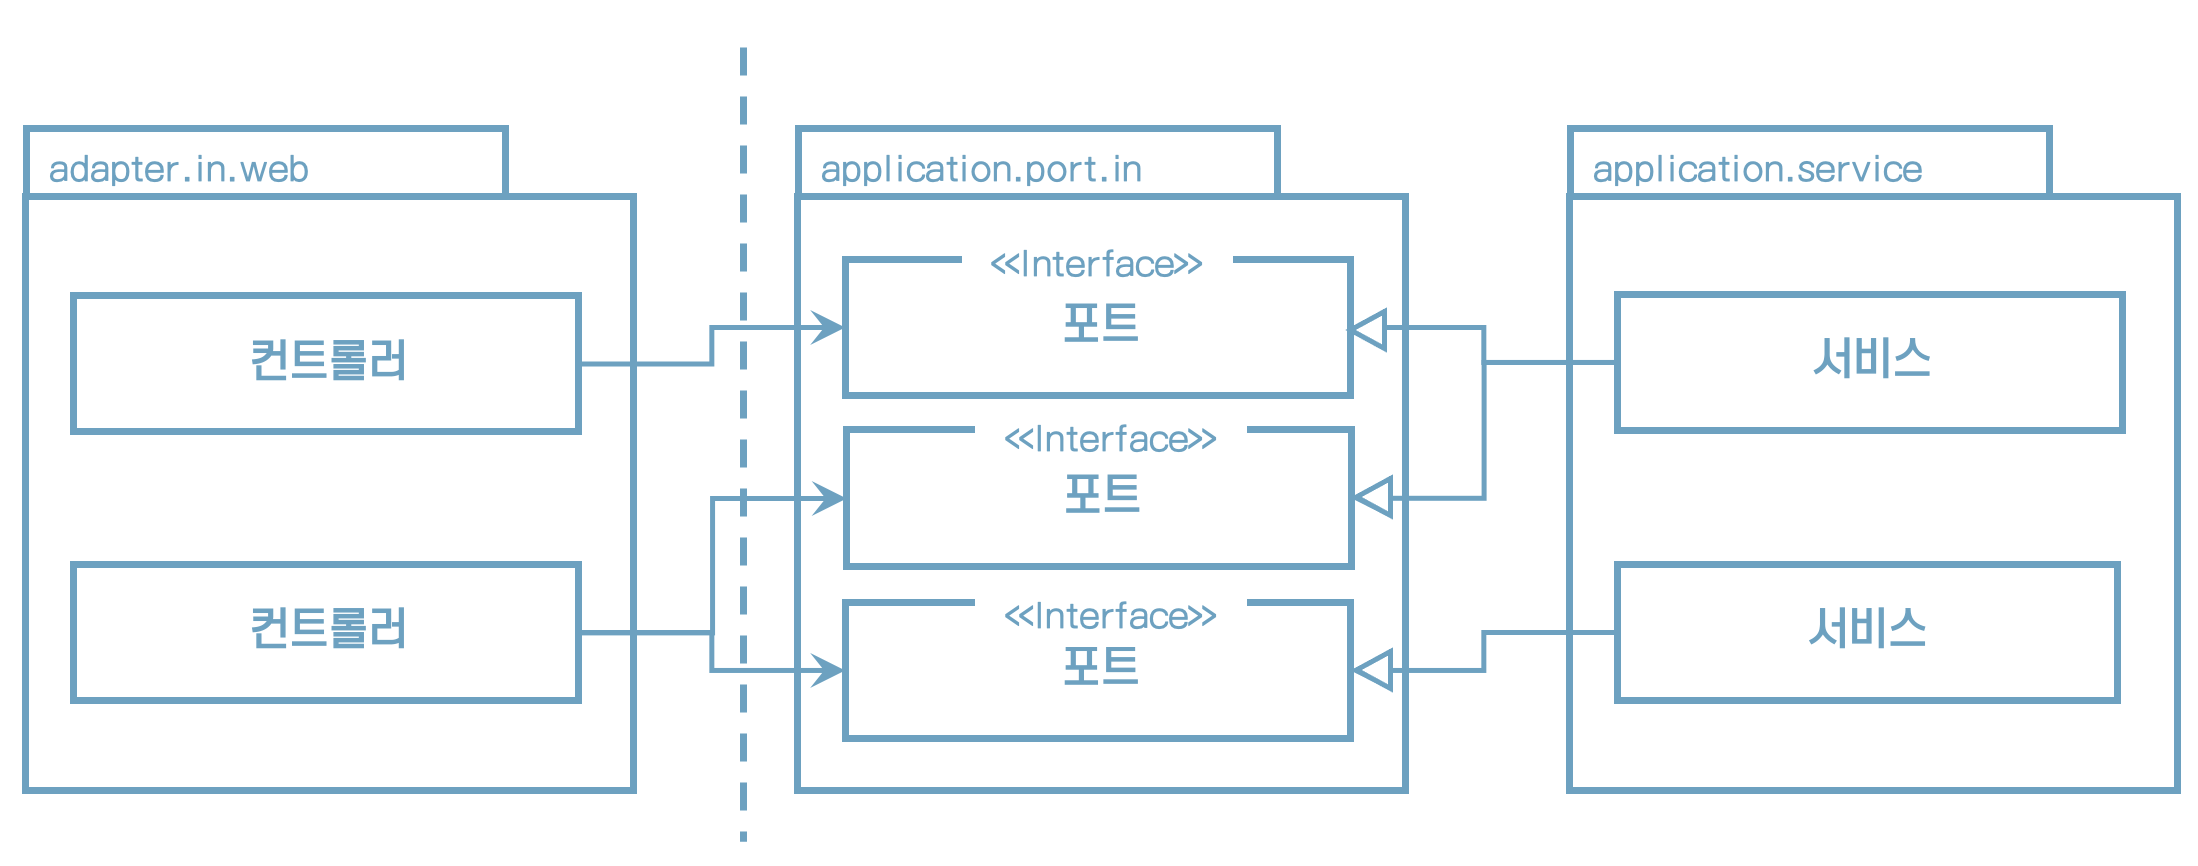 adapter.in.web
컨트롤러
컨트롤러
application.port.in
<<Interface>>
포트
<<Interface>>
포트
<<Interface>>
포트
application.service
서비스
서비스